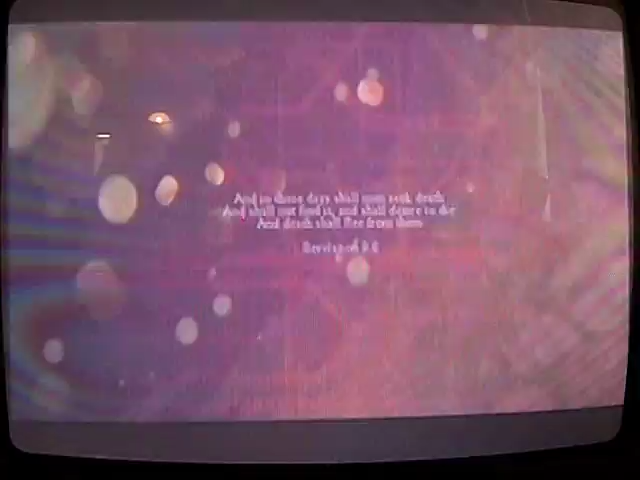 And in those days shall men seek death
And shall not find it, and shall desire to die
And death shall flee from them
Revelation 9:6